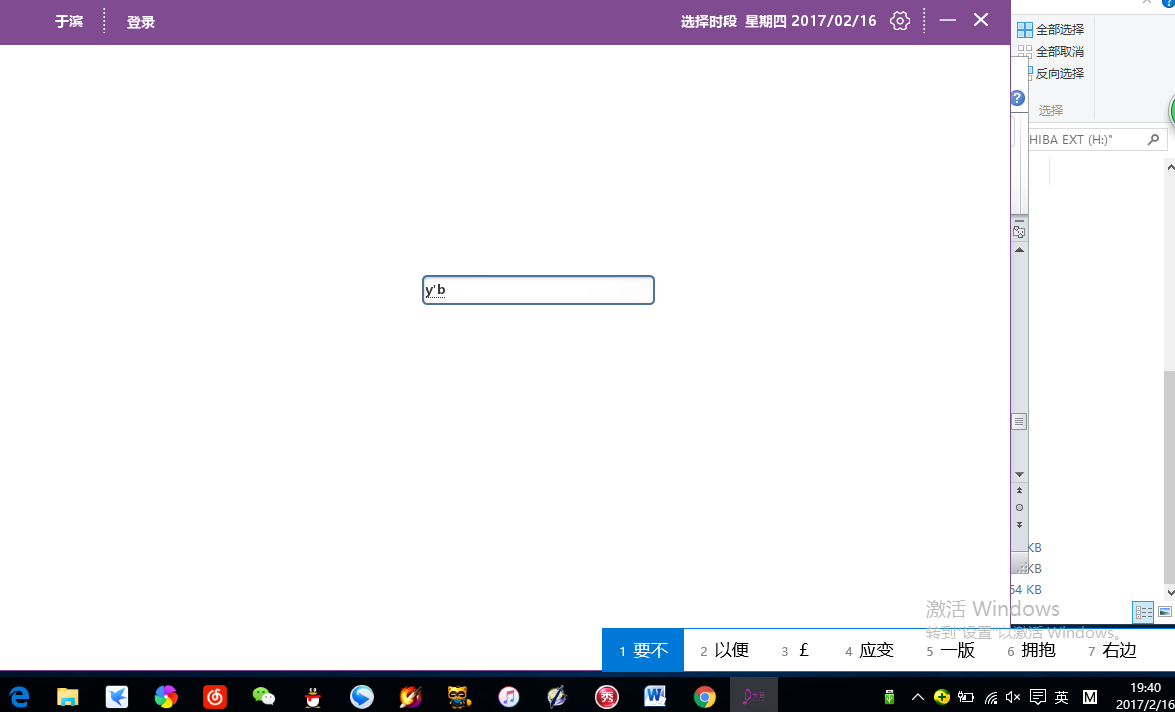 于滨 登录 选择时段 星期四 2017/02/16
全部选择
全部取消
反向选择
选择
HIBA EXT (H:)"
y'b
KB
KB
54 KB
激活 Windows
转到"设置"以激活 Windows。
1 要不 2 以便 3 £ 4 应变 5 一版 6 拥抱 7 右边
英 M
19:40
2017/2/16